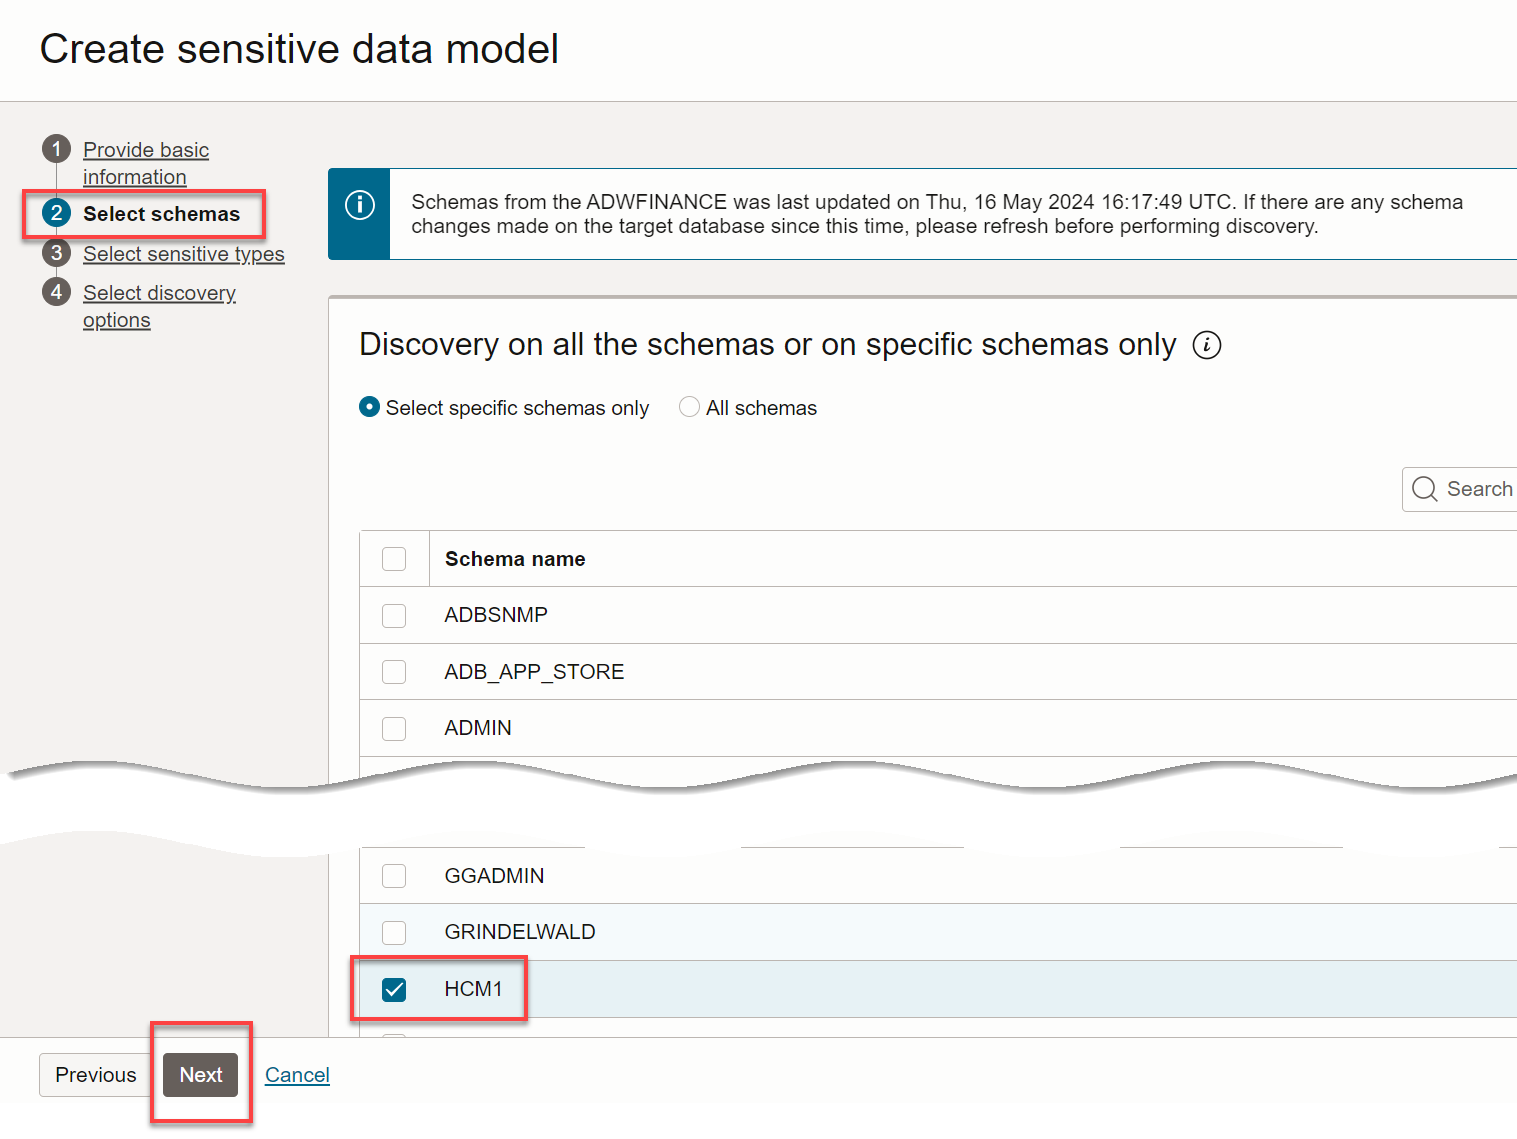 Create sensitive data model
1 Provide basic
information
2 Select schemas
3 Select sensitive types
4 Select discovery
options
Schemas from the ADWFINANCE was last updated on Thu, 16 May 2024 16:17:49 UTC. If there are any schema
changes made on the target database since this time, please refresh before performing discovery.
Discovery on all the schemas or on specific schemas only
Select specific schemas only All schemas
Search
Schema name
ADBSNMP
ADB_APP_STORE
ADMIN
GGADMIN
GRINDELWALD
HCM1
Previous Next Cancel